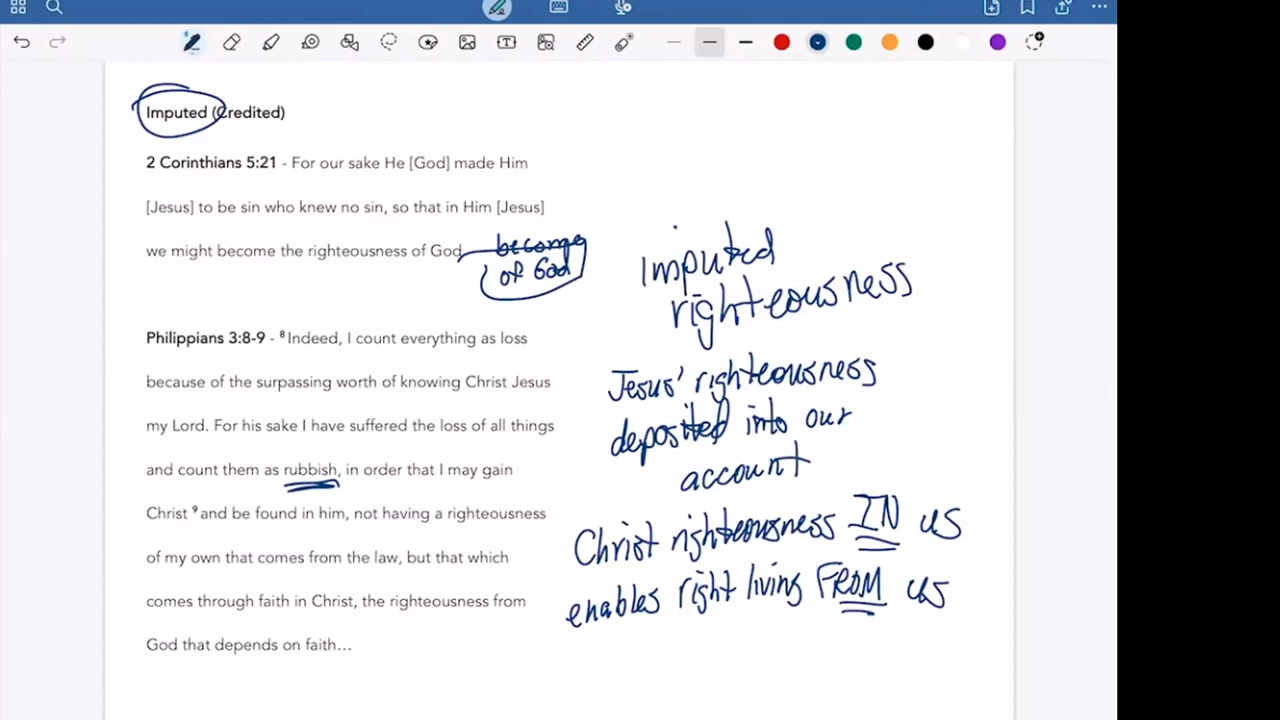 Imputed (Credited)
2 Corinthians 5:21 - For our sake He [God] made Him
[Jesus] to be sin who knew no sin, so that in Him [Jesus]
we might become the righteousness of God
become
of God
Philippians 3:8-9 - ⁸ Indeed, I count everything as loss
because of the surpassing worth of knowing Christ Jesus
my Lord. For his sake I have suffered the loss of all things
and count them as rubbish, in order that I may gain
Christ ⁹ and be found in him, not having a righteousness
of my own that comes from the law, but that which
comes through faith in Christ, the righteousness from
God that depends on faith...
Imputed
righteousness
Jesus' righteousness
deposited into our
account
Christ righteousness IN us
enables right living FROM us